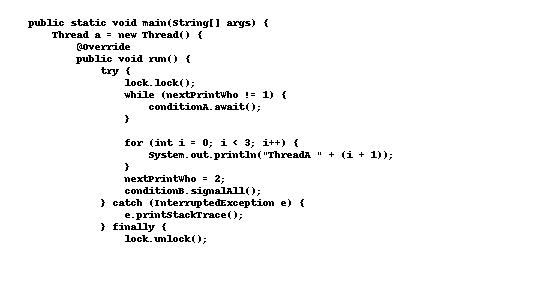 public static void main(String[] args) {
    Thread a = new Thread() {
        @Override
        public void run() {
            try {
                lock.lock();
                while (nextPrintWho != 1) {
                    conditionA.await();
                }

                for (int i = 0; i < 3; i++) {
                    System.out.println("ThreadA " + (i + 1));
                }
                nextPrintWho = 2;
                conditionB.signalAll();
            } catch (InterruptedException e) {
                e.printStackTrace();
            } finally {
                lock.unlock();